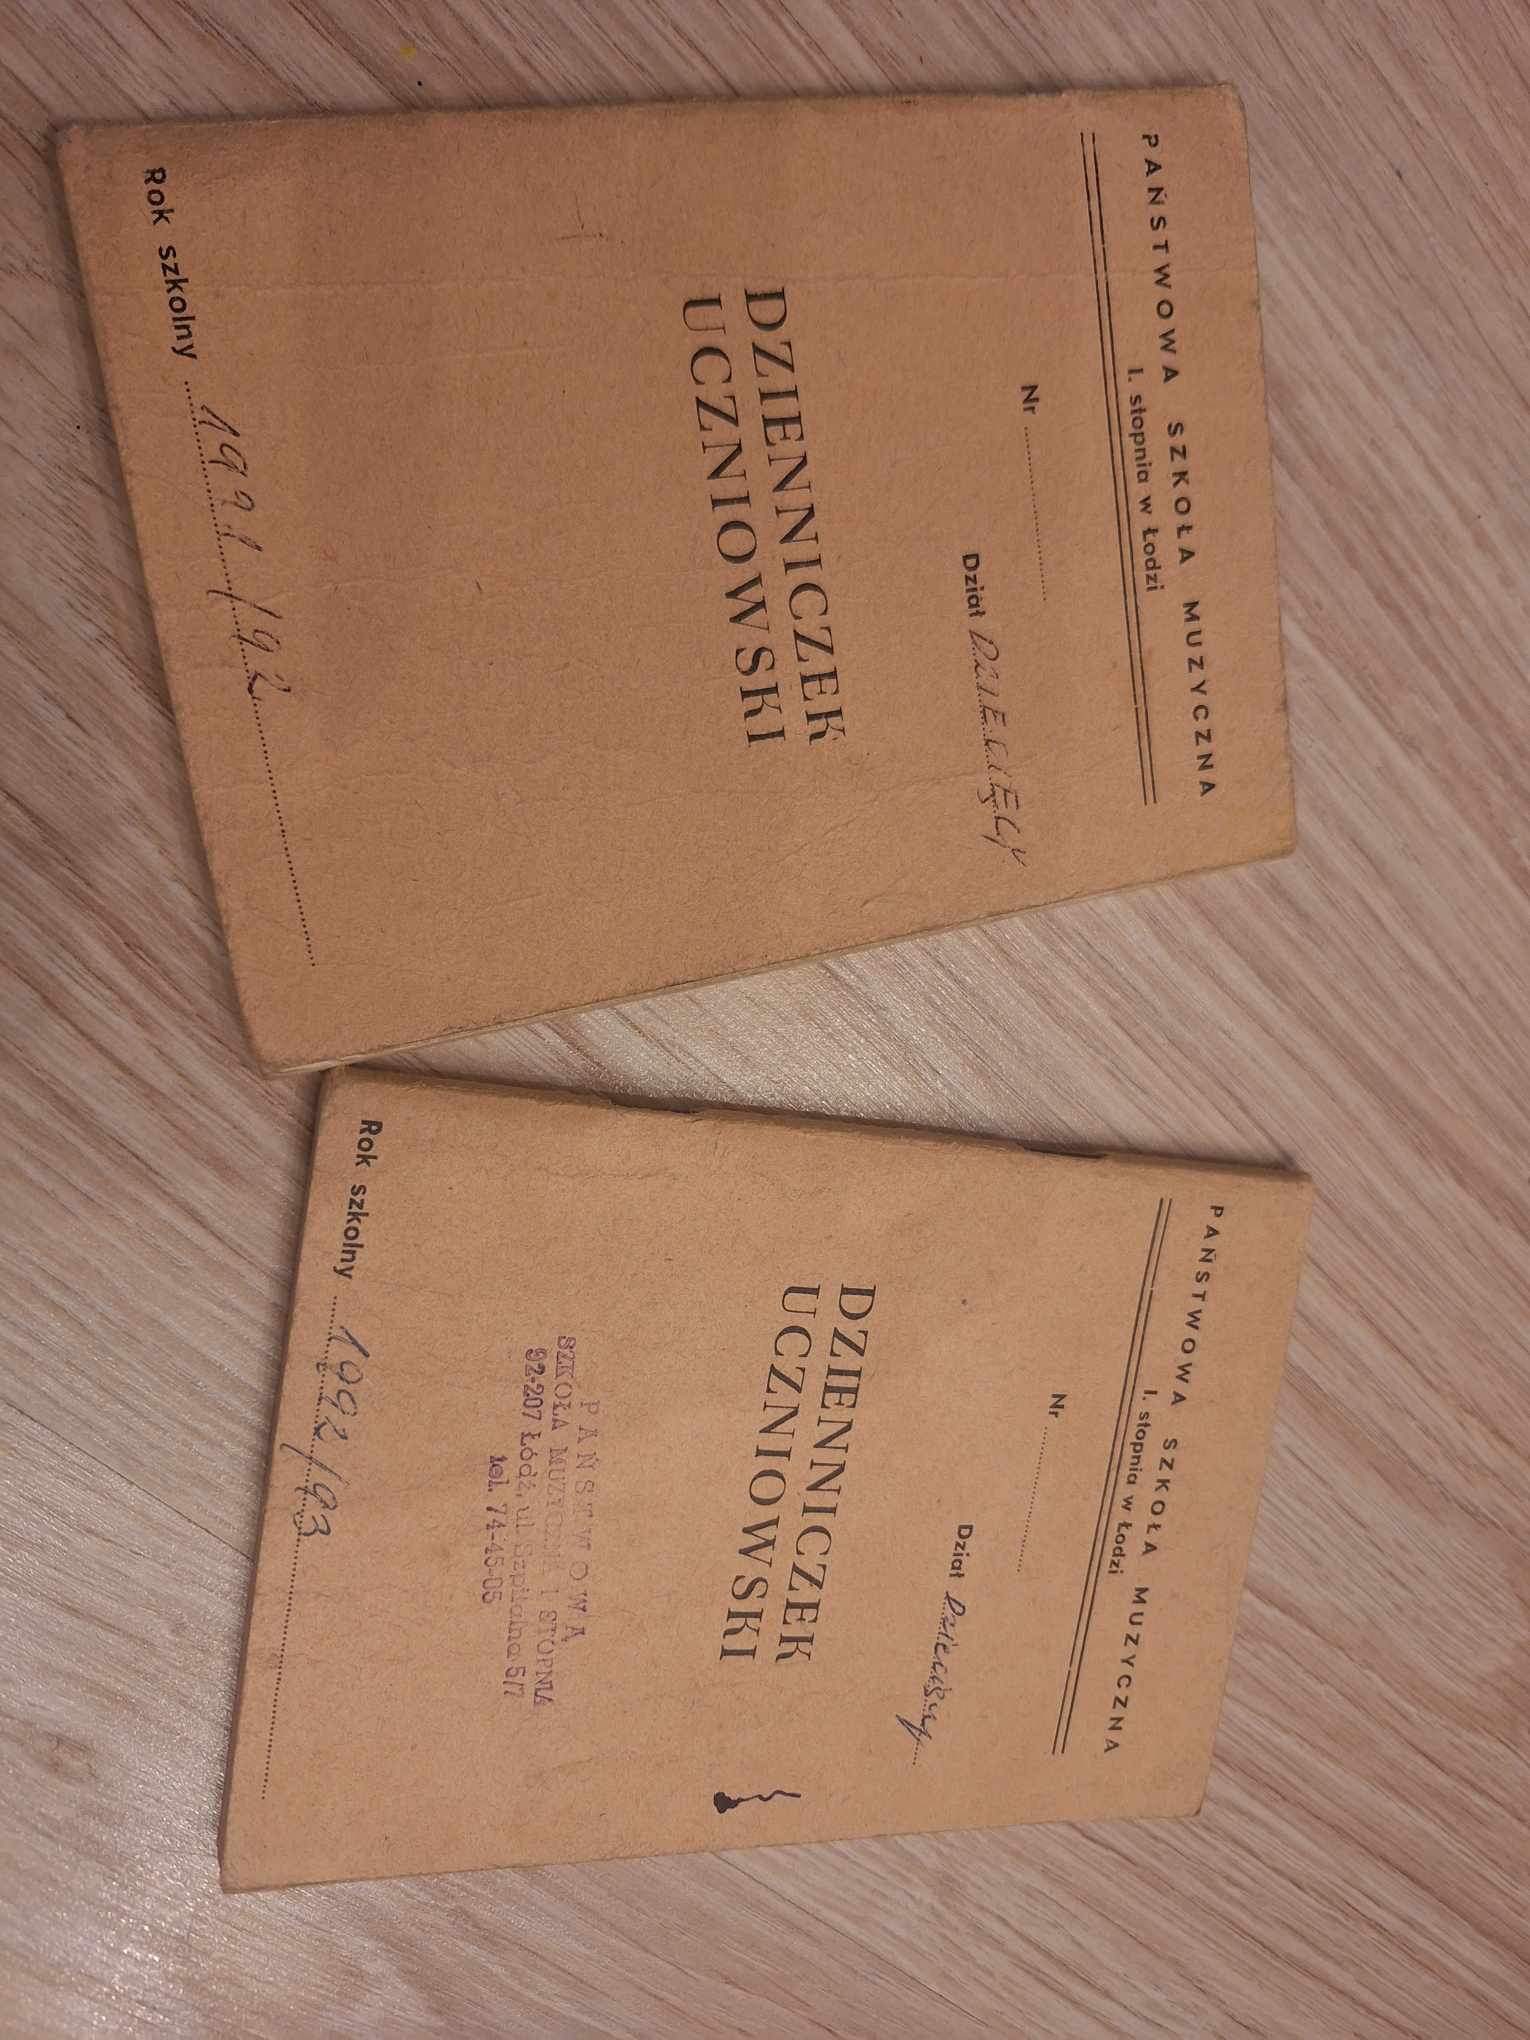 PAŃSTWOWA SZKOŁA MUZYCZNA
I. stopnia w Łodzi
Nr
Dział DZIECIĘCY
DZIENNICZEK
UCZNIOWSKI
Rok szkolny 1991/92
PAŃSTWOWA SZKOŁA MUZYCZNA
I. stopnia w Łodzi
Nr
Dział Dziecięcy
DZIENNICZEK
UCZNIOWSKI
PAŃSTWOWA
SZKOŁA MUZYCZNA I STOPNIA
92-207 Łódź, ul. Szpitalna 5/7
tel. 74-45-05
Rok szkolny 1992/93